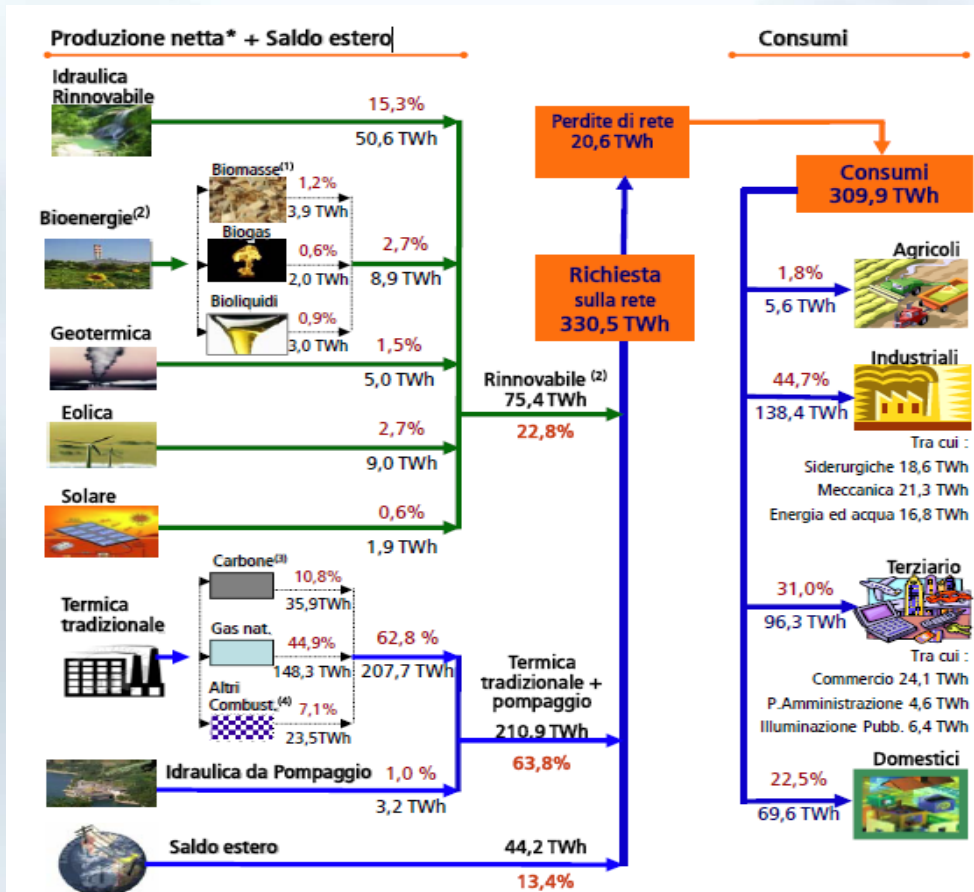 Produzione netta* + Saldo estero
Consumi
Idraulica
Rinnovabile
15,3%
50,6 TWh
Bioenergie(2)
Biomasse(1)
1,2%
3,9 TWh
Biogas
0,6%
2,0 TWh
Bioliquidi
0,9%
3,0 TWh
2,7%
8,9 TWh
Geotermica
1,5%
5,0 TWh
Eolica
2,7%
9,0 TWh
Solare
0,6%
1,9 TWh
Rinnovabile (2)
75,4 TWh
22,8%
Termica
tradizionale
Carbone(3)
10,8%
35,9TWh
Gas nat.
44,9%
148,3 TWh
Altri
Combust.(4)
7,1%
23,5TWh
62,8 %
207,7 TWh
Idraulica da Pompaggio
1,0 %
3,2 TWh
Termica
tradizionale +
pompaggio
210,9 TWh
63,8%
Saldo estero
44,2 TWh
13,4%
Perdite di rete
20,6 TWh
Richiesta
sulla rete
330,5 TWh
Consumi
309,9 TWh
Agricoli
1,8%
5,6 TWh
Industriali
44,7%
138,4 TWh
Tra cui :
Siderurgiche 18,6 TWh
Meccanica 21,3 TWh
Energia ed acqua 16,8 TWh
Terziario
31,0%
96,3 TWh
Tra cui :
Commercio 24,1 TWh
P.Amministrazione 4,6 TWh
Illuminazione Pubb. 6,4 TWh
Domestici
22,5%
69,6 TWh